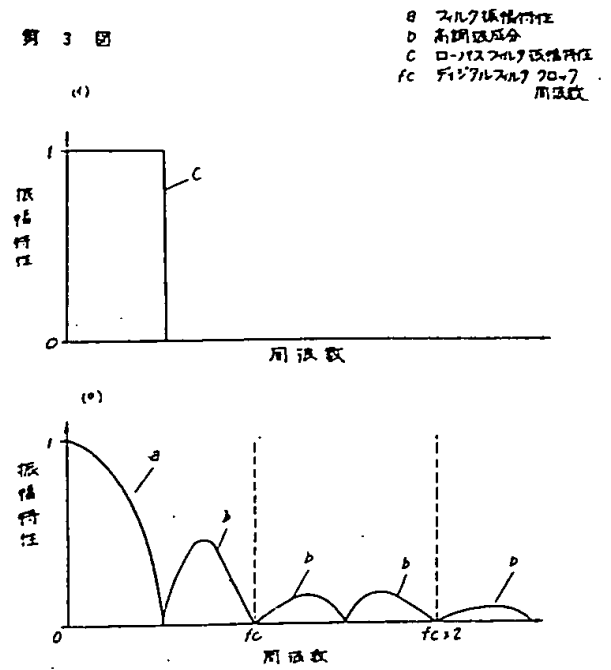 第 3 図
a フィルタ振幅特性
b 高調波成分
C ローパスフィルタ振幅特性
fc ディジタルフィルタ クロック
周波数
(イ)
1
C
振幅特性
0
周波数
(ロ)
1
a
振幅特性
b
b
b
b
0
fc
fc×2
周波数